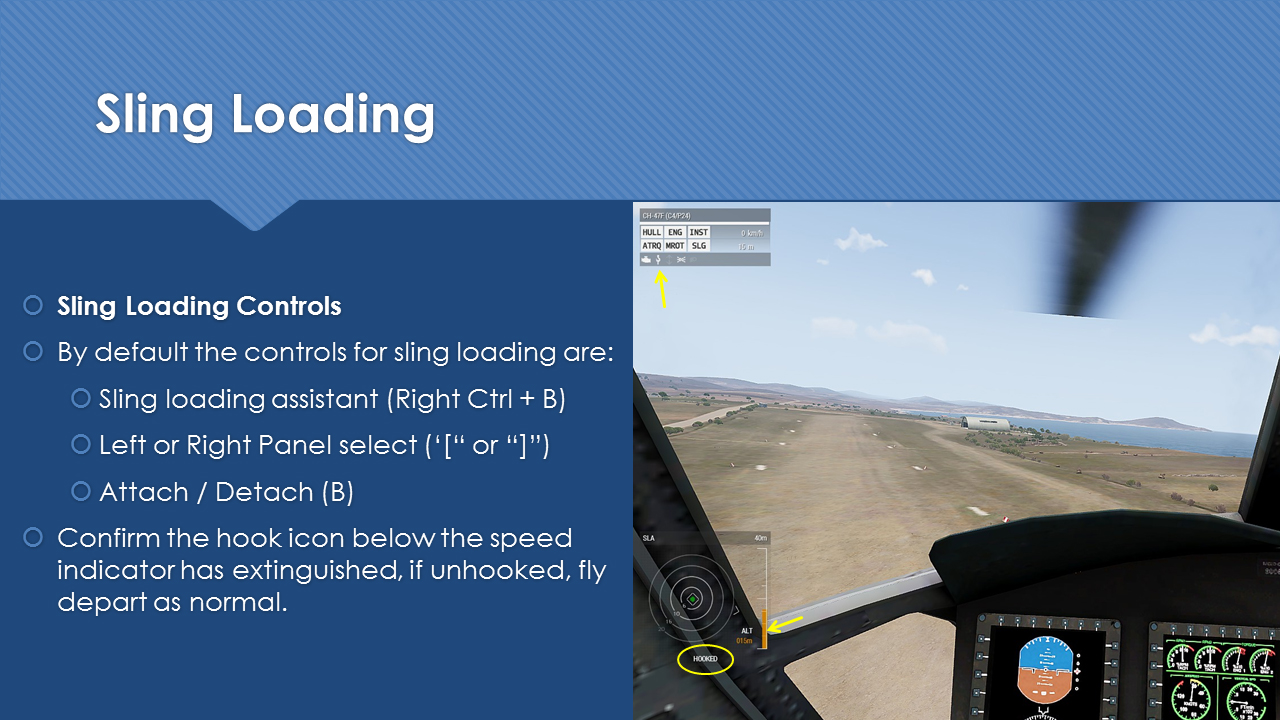 Sling Loading
Sling Loading Controls
By default the controls for sling loading are:
Sling loading assistant (Right Ctrl + B)
Left or Right Panel select (‘[“ or “]”)
Attach / Detach (B)
Confirm the hook icon below the speed
indicator has extinguished, if unhooked, fly
depart as normal.
CH-47F (C4/P24)
HULL ENG INST 0 km/h
ATRQ MROT SLG 15 m
SLA 40m
ALT
015m
HOOKED